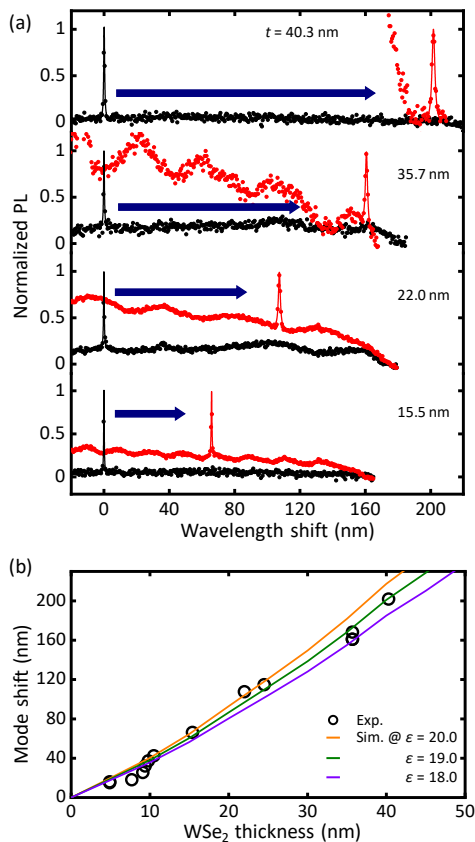 (a)
t = 40.3 nm
1
0.5
0
35.7 nm
1
0.5
0
22.0 nm
1
0.5
0
15.5 nm
1
0.5
0
Normalized PL
0 40 80 120 160 200
Wavelength shift (nm)
(b)
200
160
120
80
40
0
Mode shift (nm)
Exp.
Sim. @ ε = 20.0
ε = 19.0
ε = 18.0
0 10 20 30 40 50
WSe₂ thickness (nm)